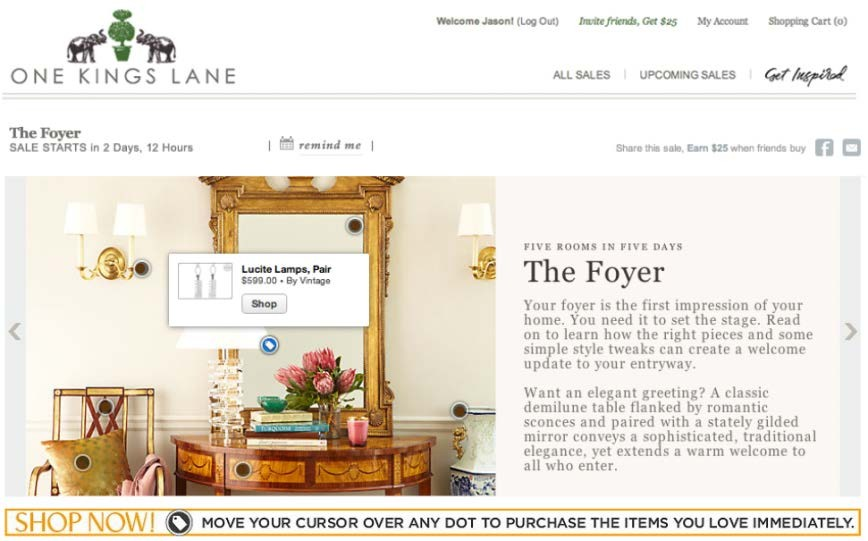 Welcome Jason! (Log Out) Invite friends, Get $25 My Account Shopping Cart (0)
ONE KINGS LANE
ALL SALES | UPCOMING SALES | Get Inspired
The Foyer
SALE STARTS in 2 Days, 12 Hours
| remind me |
Share this sale, Earn $25 when friends buy
Lucite Lamps, Pair
$599.00 • By Vintage
Shop
TURQUOISE
FIVE ROOMS IN FIVE DAYS
The Foyer
Your foyer is the first impression of your
home. You need it to set the stage. Read
on to learn how the right pieces and some
simple style tweaks can create a welcome
update to your entryway.
Want an elegant greeting? A classic
demilune table flanked by romantic
sconces and paired with a stately gilded
mirror conveys a sophisticated, traditional
elegance, yet extends a warm welcome to
all who enter.
SHOP NOW! MOVE YOUR CURSOR OVER ANY DOT TO PURCHASE THE ITEMS YOU LOVE IMMEDIATELY.